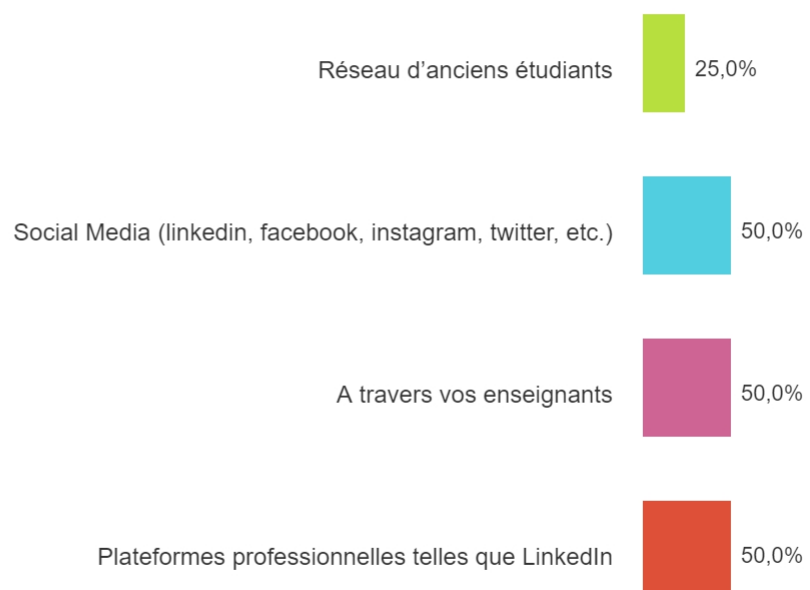 Réseau d’anciens étudiants 25,0%
Social Media (linkedin, facebook, instagram, twitter, etc.) 50,0%
A travers vos enseignants 50,0%
Plateformes professionnelles telles que LinkedIn 50,0%